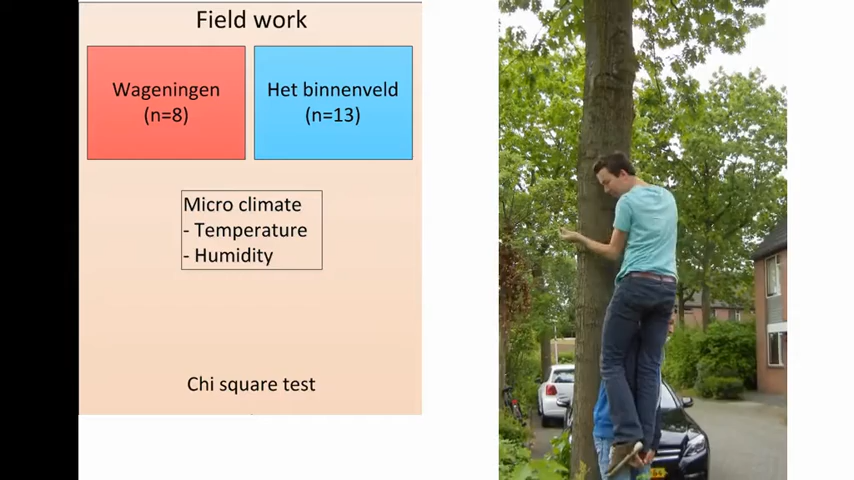 Field work
Wageningen
(n=8)
Het binnenveld
(n=13)
Micro climate
- Temperature
- Humidity
Chi square test